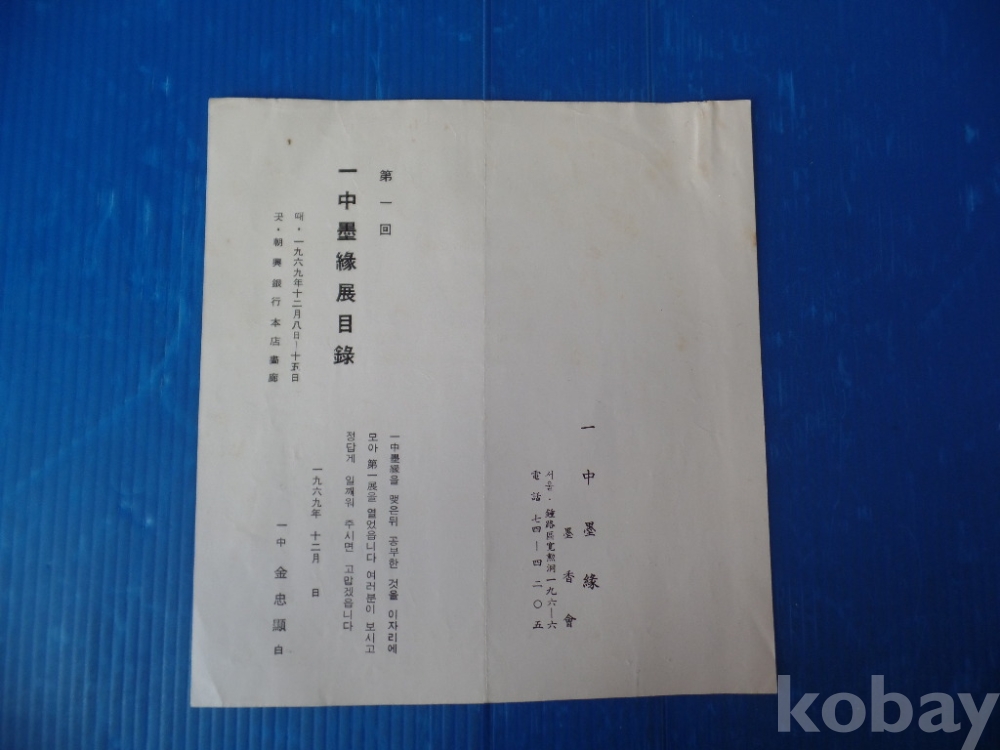 一中墨緣
墨香會
서울·鐘路區寬勲洞一九六─六
電話 七四─四二〇五
第一回
一中墨緣展目錄
때·一九六九年十二月八日─十五日
곳·朝興銀行本店畵廊
一中墨緣을 맺은뒤 공부한 것을 이자리에
모아 第一展을 열었읍니다 여러분이 보시고
정답게 일깨워 주시면 고맙겠읍니다
一九六九年 十二月 日
一中 金忠顯 自
kobay